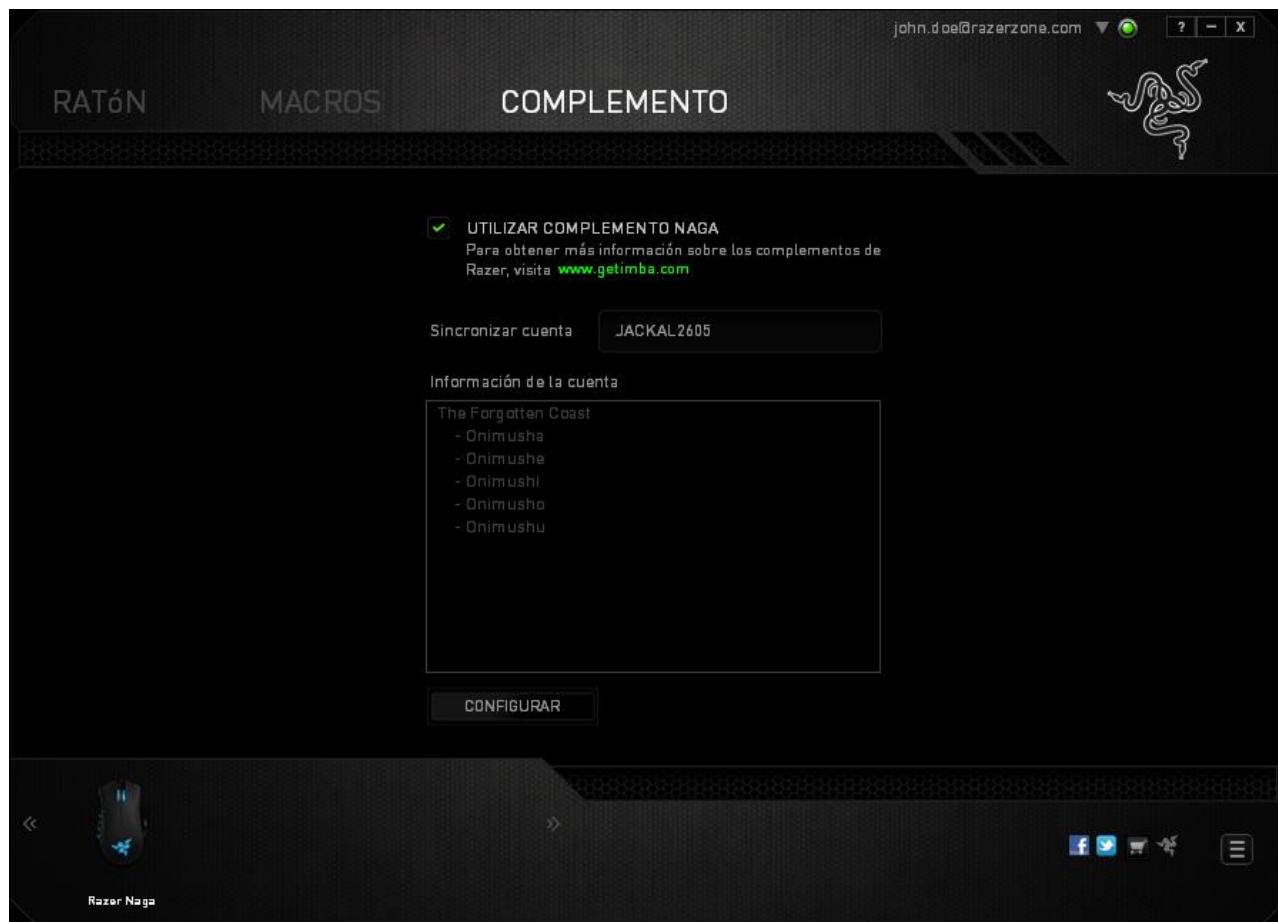 john.doe@razerzone.com
? – X
RATÓN MACROS COMPLEMENTO
UTILIZAR COMPLEMENTO NAGA
Para obtener más información sobre los complementos de
Razer, visita www.getimba.com
Sincronizar cuenta JACKAL2605
Información de la cuenta
The Forgotten Coast
- Onimusha
- Onimushe
- Onimushi
- Onimusho
- Onimushu
CONFIGURAR
Razer Naga